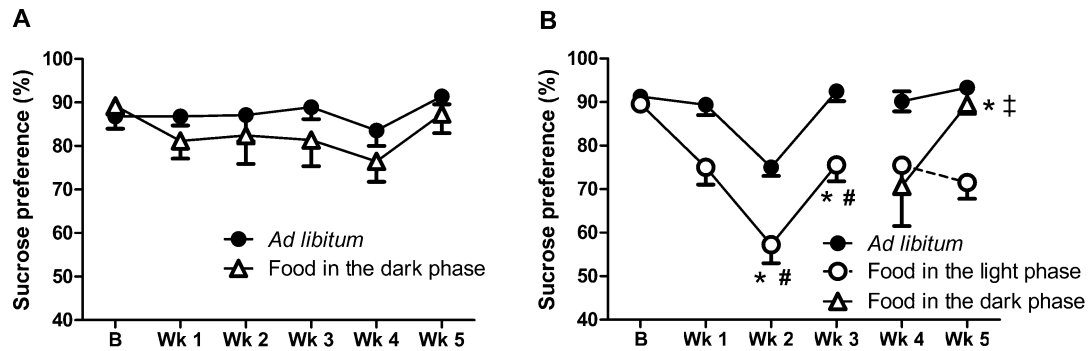 A
Sucrose preference (%)
100
90
80
70
60
50
40
Ad libitum
Food in the dark phase
B Wk 1 Wk 2 Wk 3 Wk 4 Wk 5
B
Sucrose preference (%)
100
90
80
70
60
50
40
* ‡
* #
* #
Ad libitum
Food in the light phase
Food in the dark phase
B Wk 1 Wk 2 Wk 3 Wk 4 Wk 5